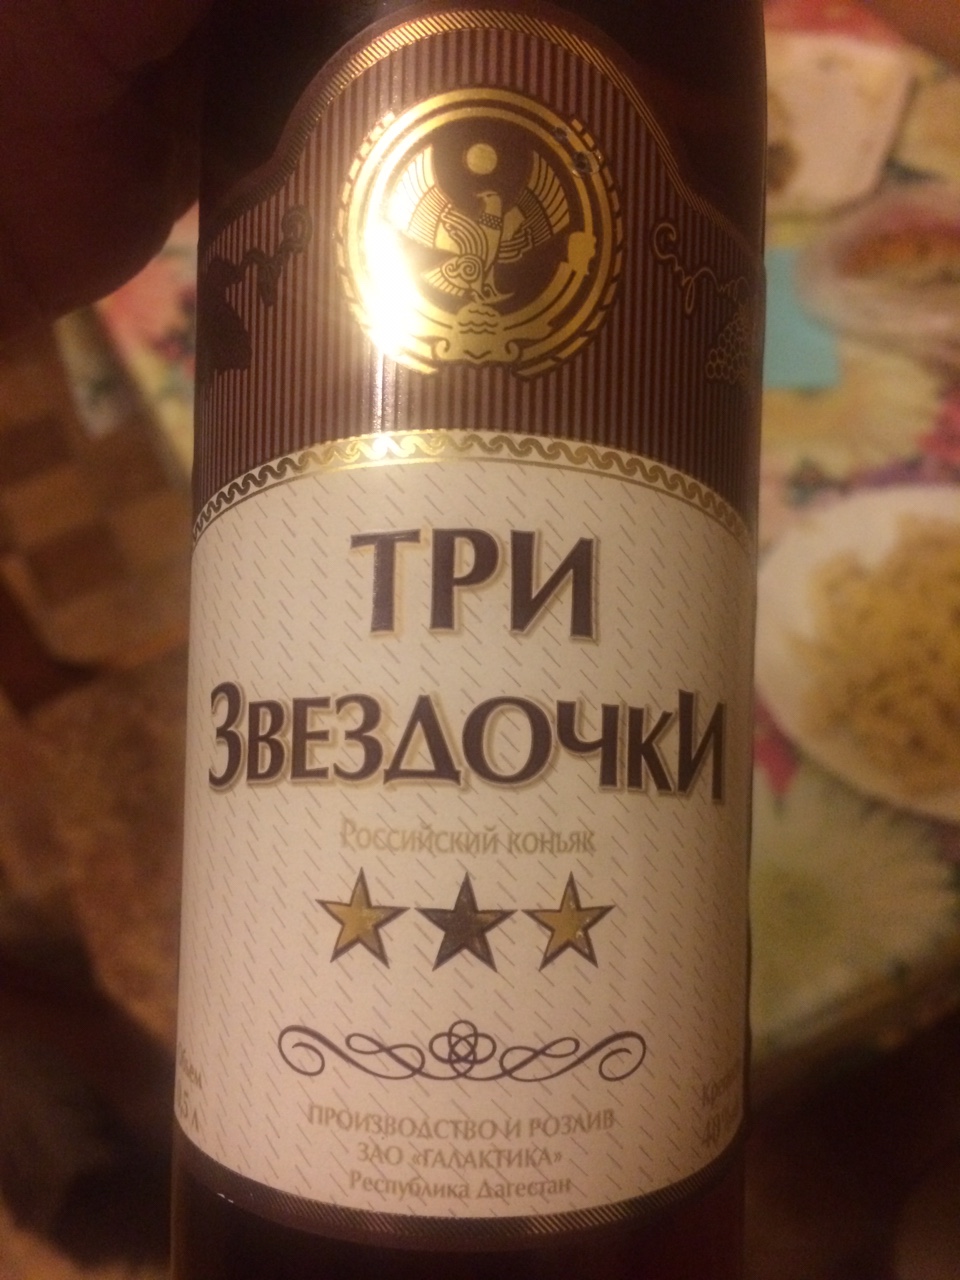 ТРИ
ЗВЕЗДОЧКИ
Российский коньяк
ПРОИЗВОДСТВО И РОЗЛИВ
ЗАО «ГАЛАКТИКА»
Республика Дагестан